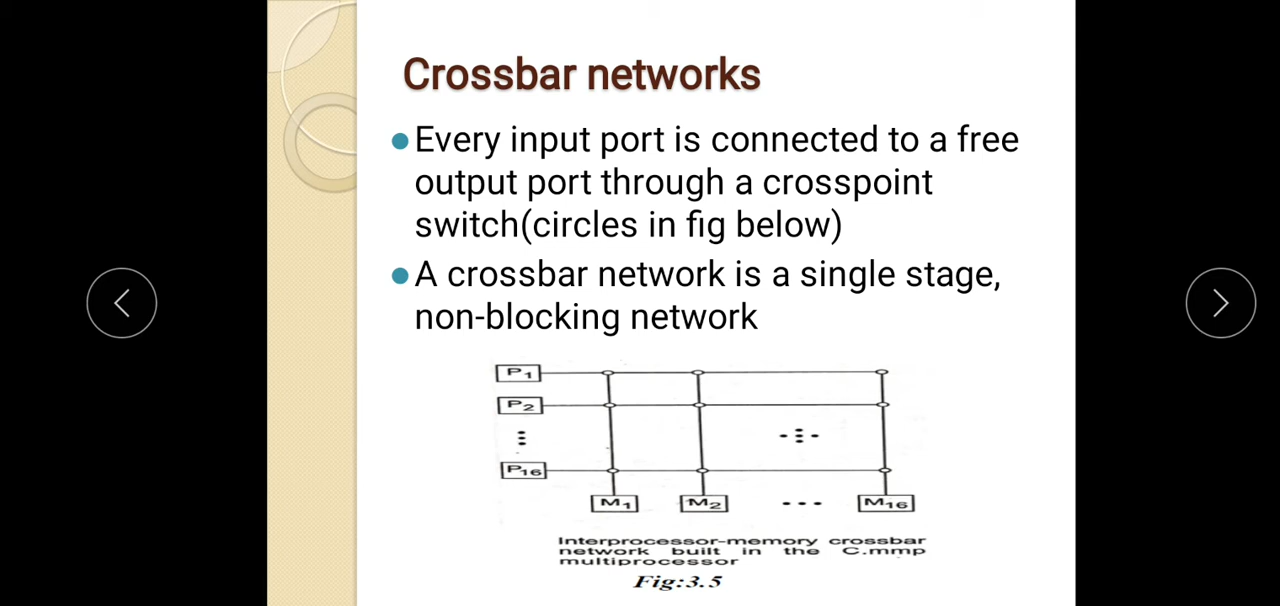 Crossbar networks
Every input port is connected to a free
output port through a crosspoint
switch(circles in fig below)
A crossbar network is a single stage,
non-blocking network
P1
P2
P16
M1 M2 ... M16
Interprocessor-memory crossbar
network built in the C.mmp
multiprocessor
Fig:3.5